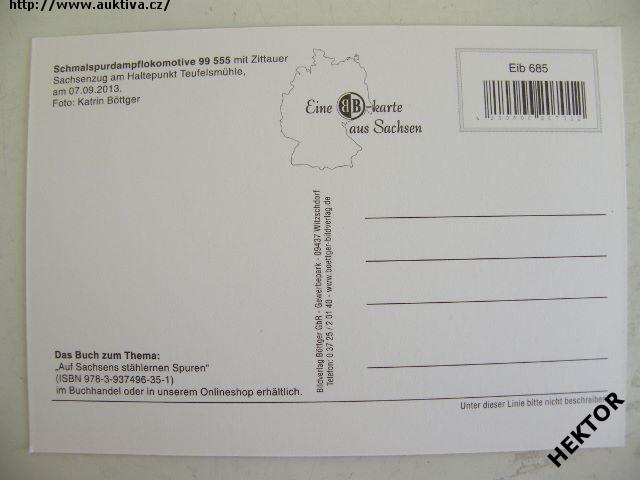 http://www.auktiva.cz/
Schmalspurdampflokomotive 99 555 mit Zittauer
Sachsenzug am Haltepunkt Teufelsmühle,
am 07.09.2013.
Foto: Katrin Böttger
Eine BB-karte
aus Sachsen
Eib 685
Bildverlag Böttger GbR - Gewerbepark - 09437 Witzschdorf
Telefon: 0 37 25 / 2 01 40 - www.boettger-bildverlag.de
Das Buch zum Thema:
„Auf Sachsens stählernen Spuren"
(ISBN 978-3-937496-35-1)
im Buchhandel oder in unserem Onlineshop erhältlich.
Unter dieser Linie bitte nicht beschreiben
HEKTOR